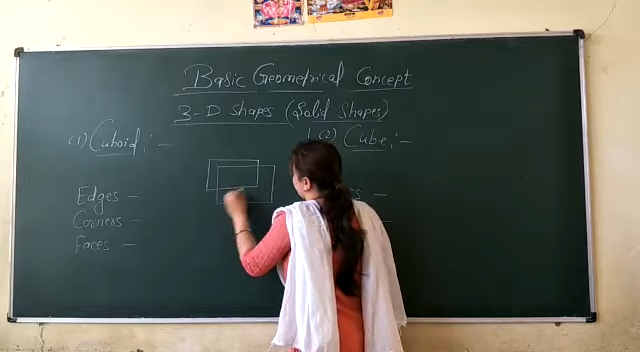 Basic Geometrical Concept
3-D Shapes (Solid Shapes)
(1) Cuboid :-
(2) Cube :-
Edges -
Corners -
Faces -